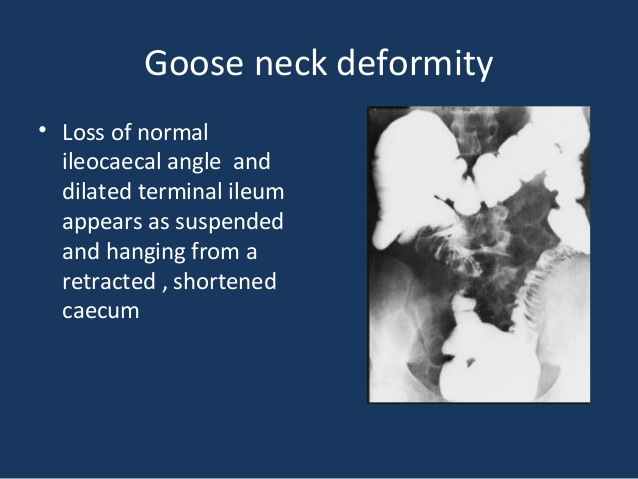 Goose neck deformity
• Loss of normal
ileocaecal angle  and
dilated terminal ileum
appears as suspended
and hanging from a
retracted , shortened
caecum